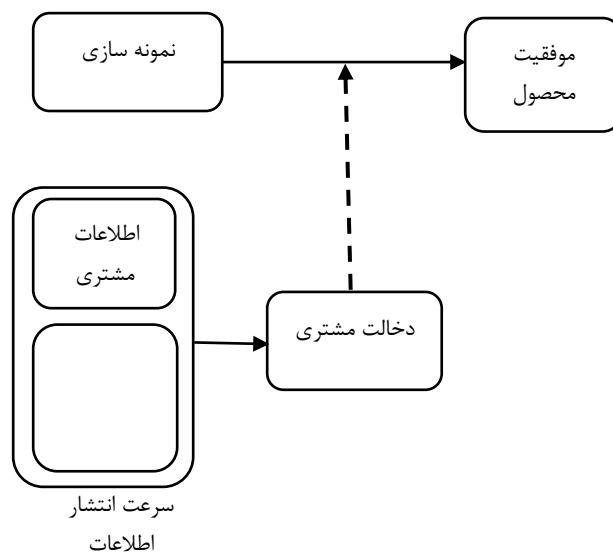 نمونه سازی
موفقیت
محصول
اطلاعات
مشتری
دخالت مشتری
سرعت انتشار
اطلاعات